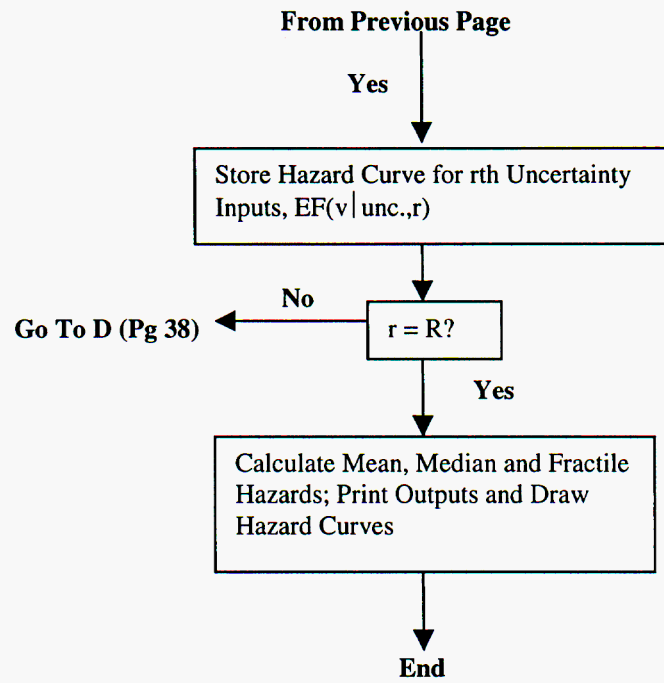 From Previous Page
Yes
Store Hazard Curve for rth Uncertainty
Inputs, EF(v|unc.,r)
No
Go To D (Pg 38)
r = R?
Yes
Calculate Mean, Median and Fractile
Hazards; Print Outputs and Draw
Hazard Curves
End